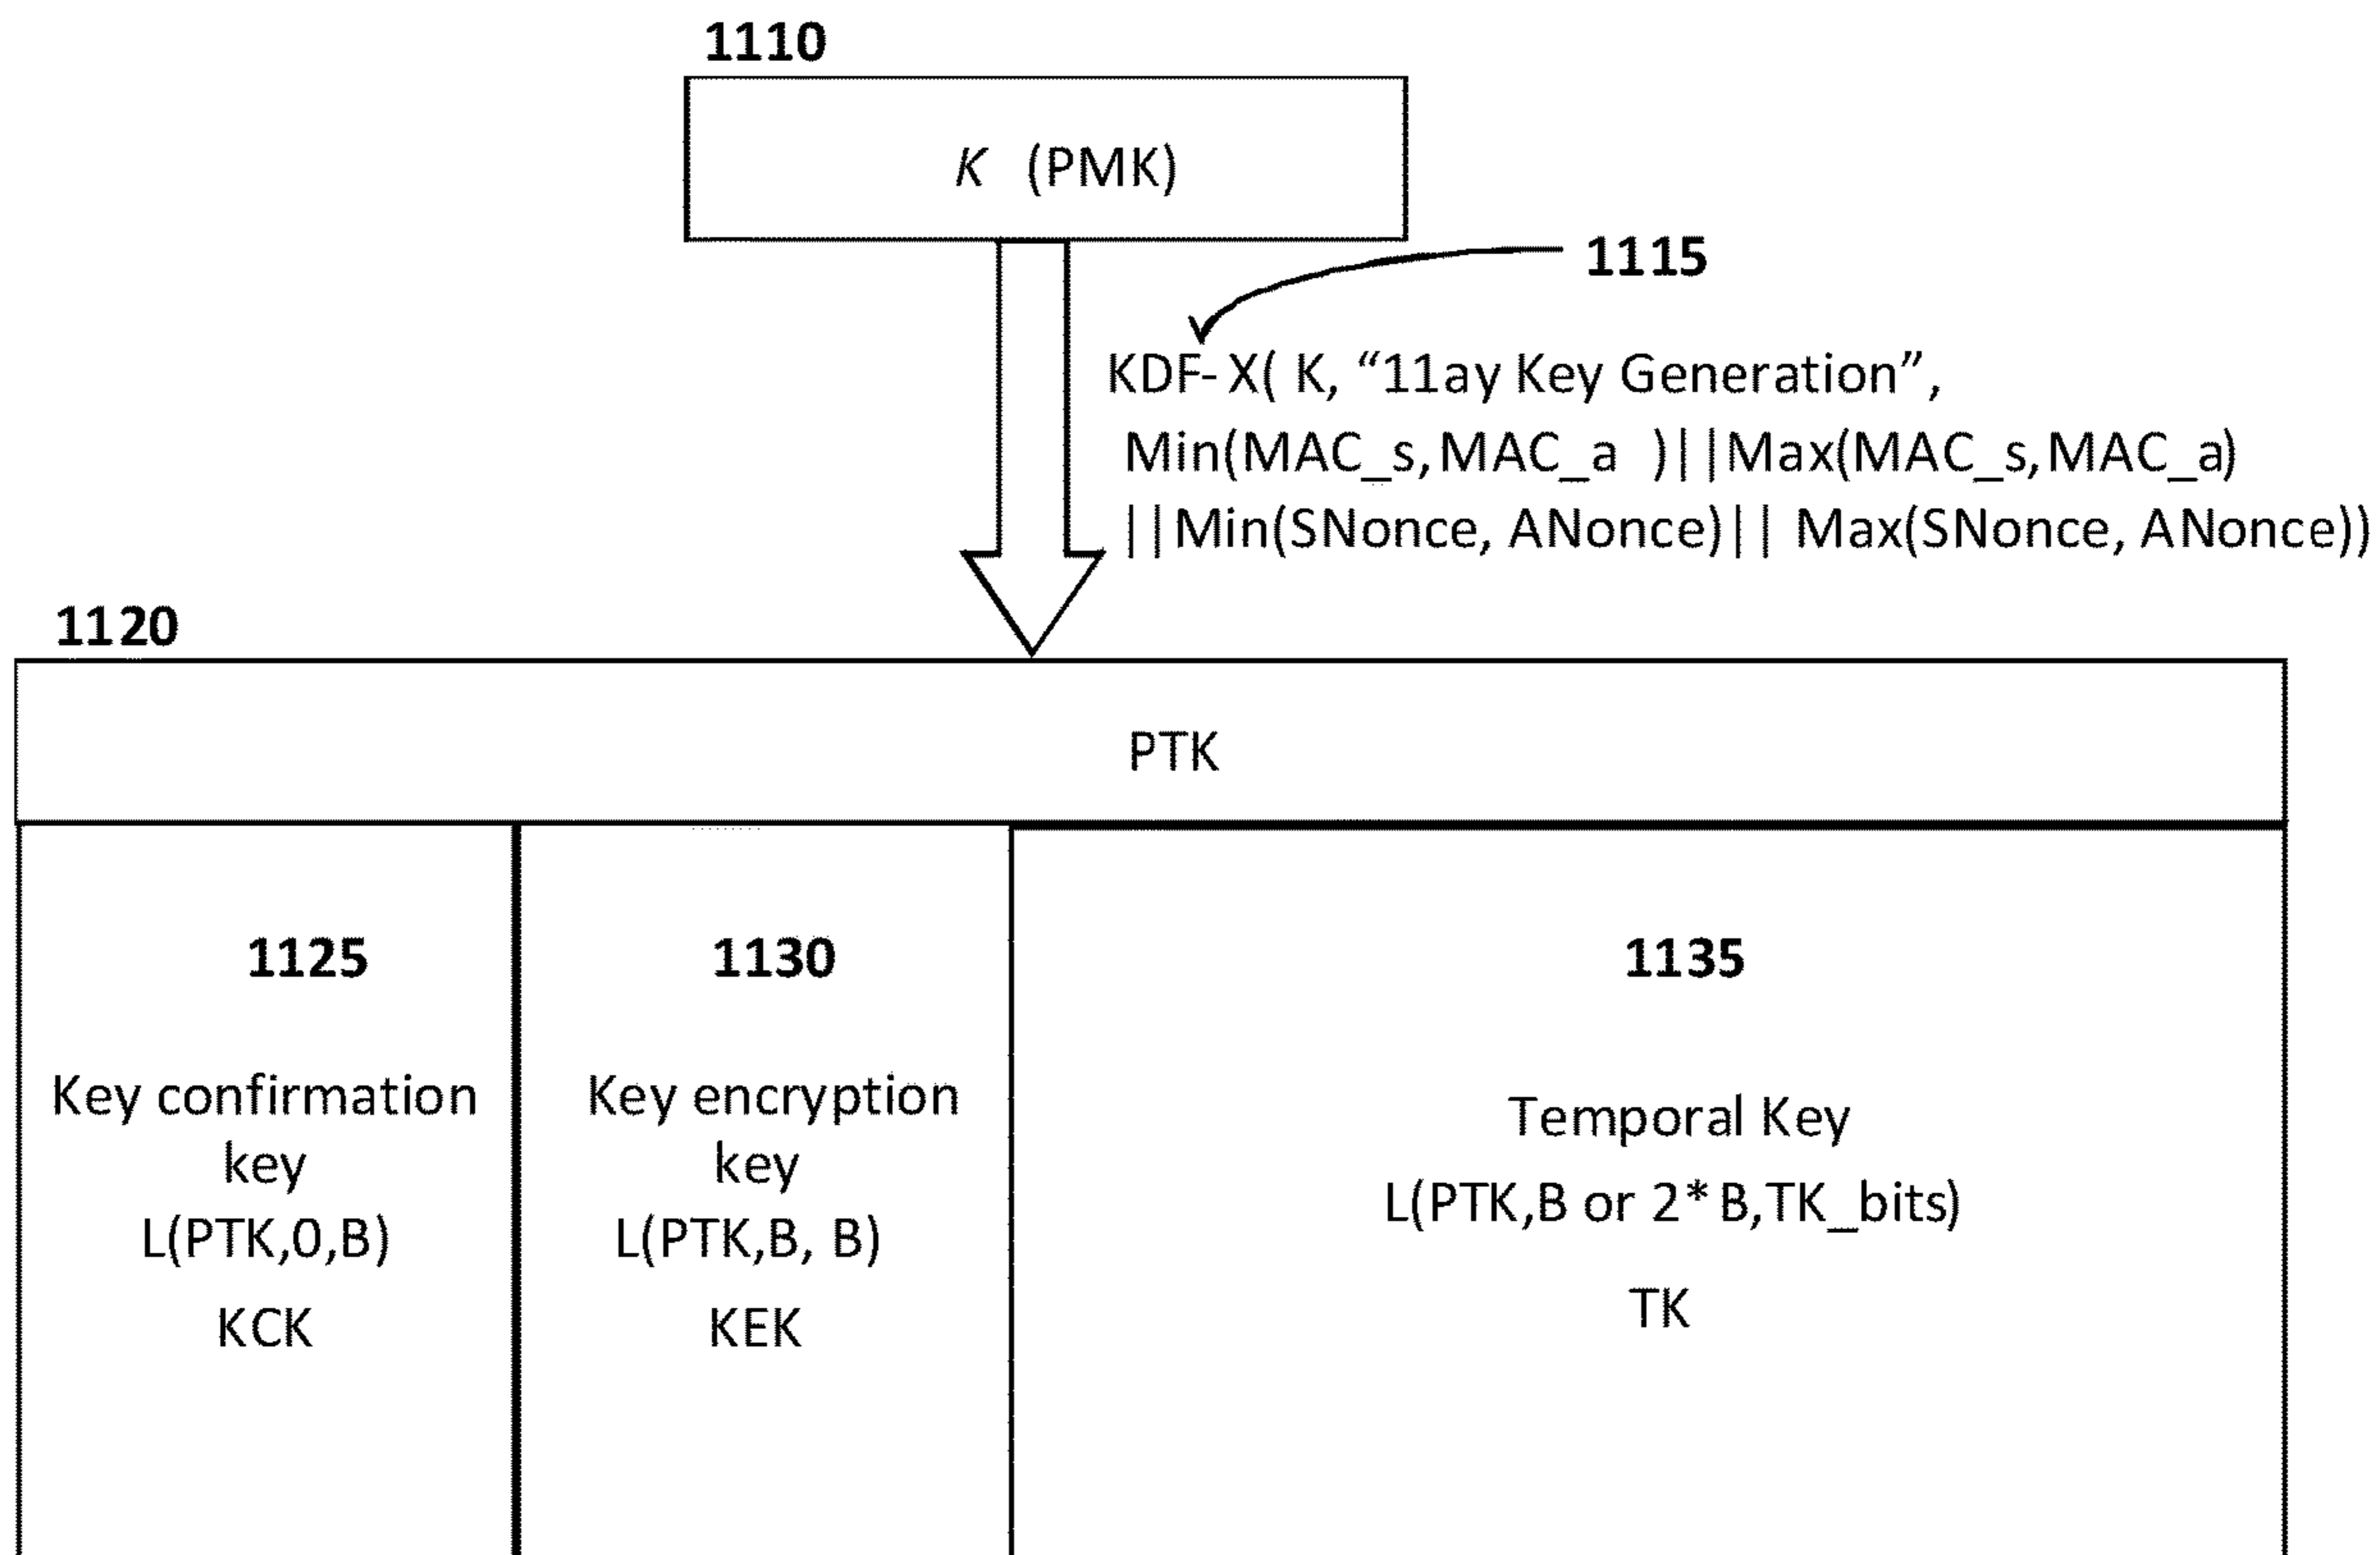 1110
K (PMK)
1115
KDF-X( K, “11ay Key Generation”,
Min(MAC_s,MAC_a )||Max(MAC_s,MAC_a)
||Min(SNonce, ANonce)|| Max(SNonce, ANonce))
1120
PTK
1125
Key confirmation
key
L(PTK,0,B)
KCK
1130
Key encryption
key
L(PTK,B, B)
KEK
1135
Temporal Key
L(PTK,B or 2*B,TK_bits)
TK